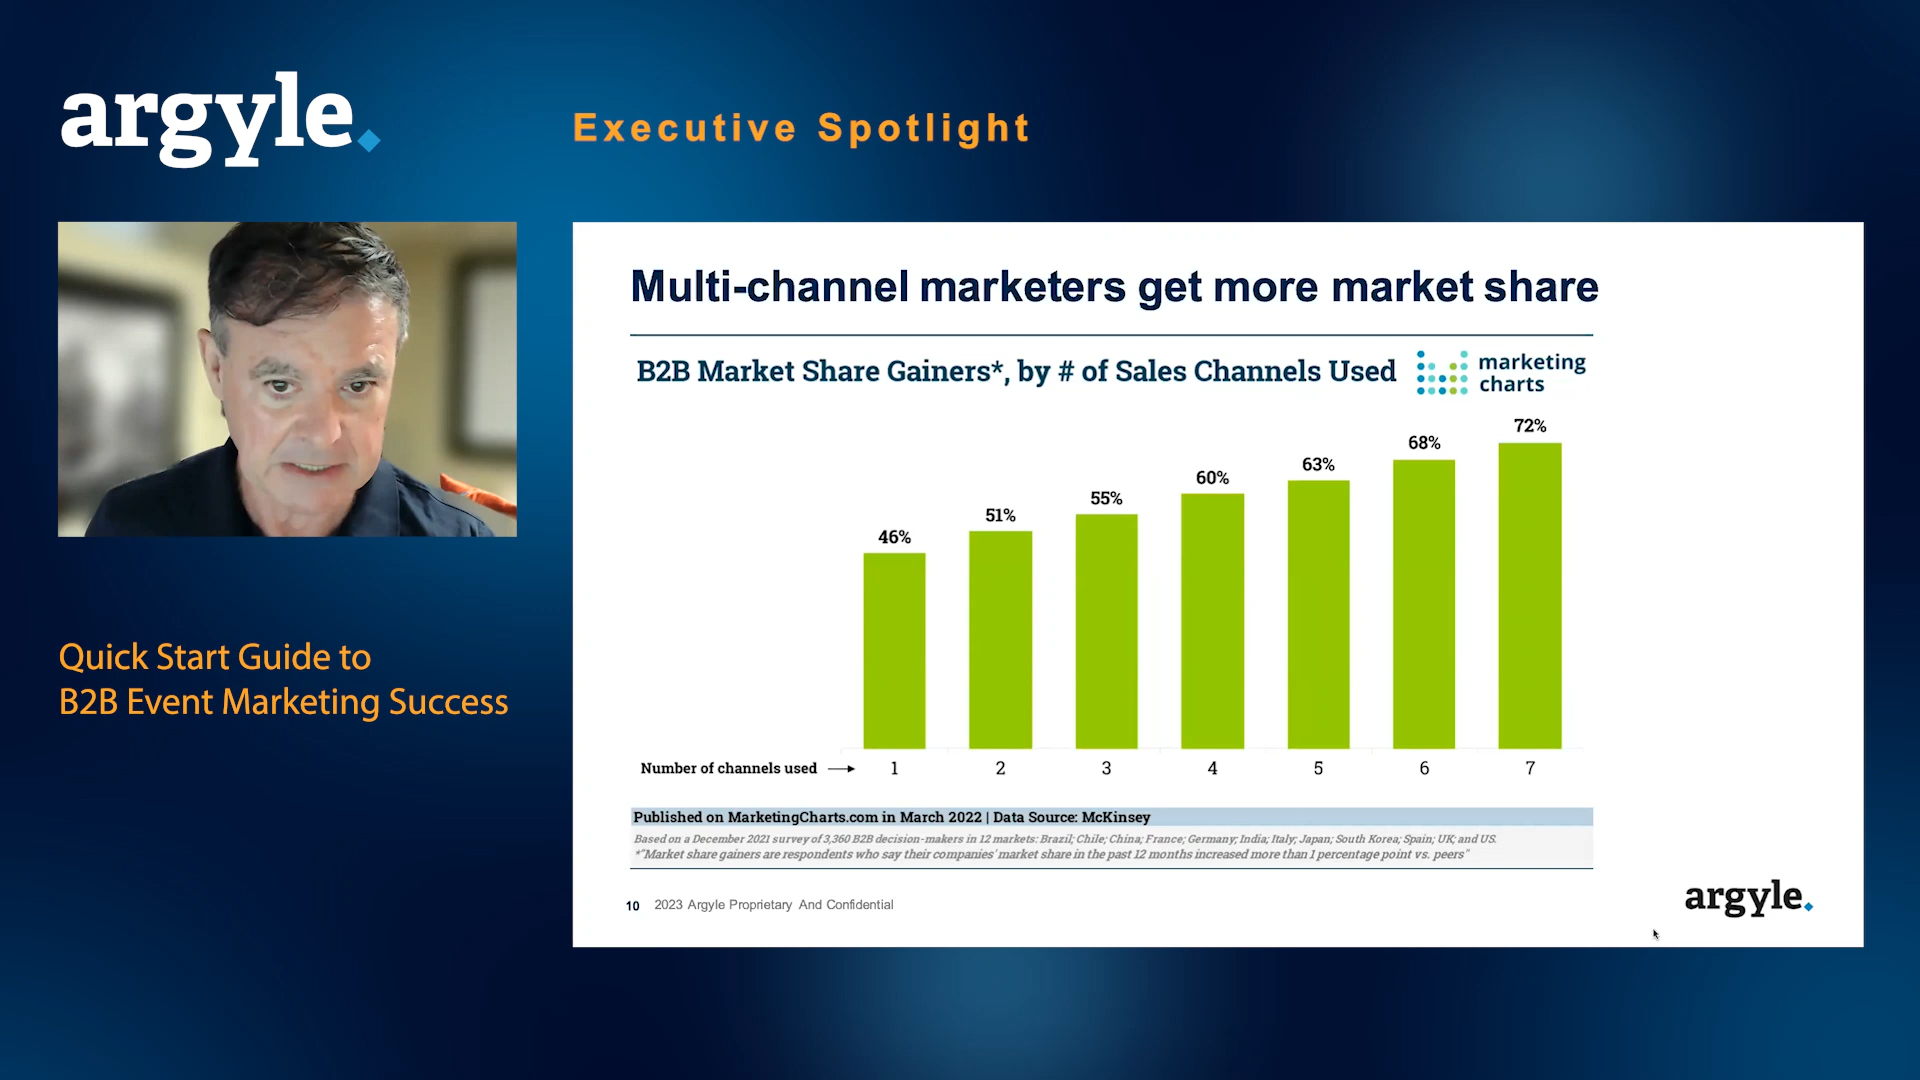 argyle.
Executive Spotlight
Quick Start Guide to
B2B Event Marketing Success
Multi-channel marketers get more market share
B2B Market Share Gainers*, by # of Sales Channels Used
marketing
charts
46%
51%
55%
60%
63%
68%
72%
Number of channels used
1 2 3 4 5 6 7
Published on MarketingCharts.com in March 2022 | Data Source: McKinsey
Based on a December 2021 survey of 3,360 B2B decision-makers in 12 markets: Brazil; Chile; China; France; Germany; India; Italy; Japan; South Korea; Spain; UK; and US.
*"Market share gainers are respondents who say their companies' market share in the past 12 months increased more than 1 percentage point vs. peers"
10 2023 Argyle Proprietary And Confidential
argyle.